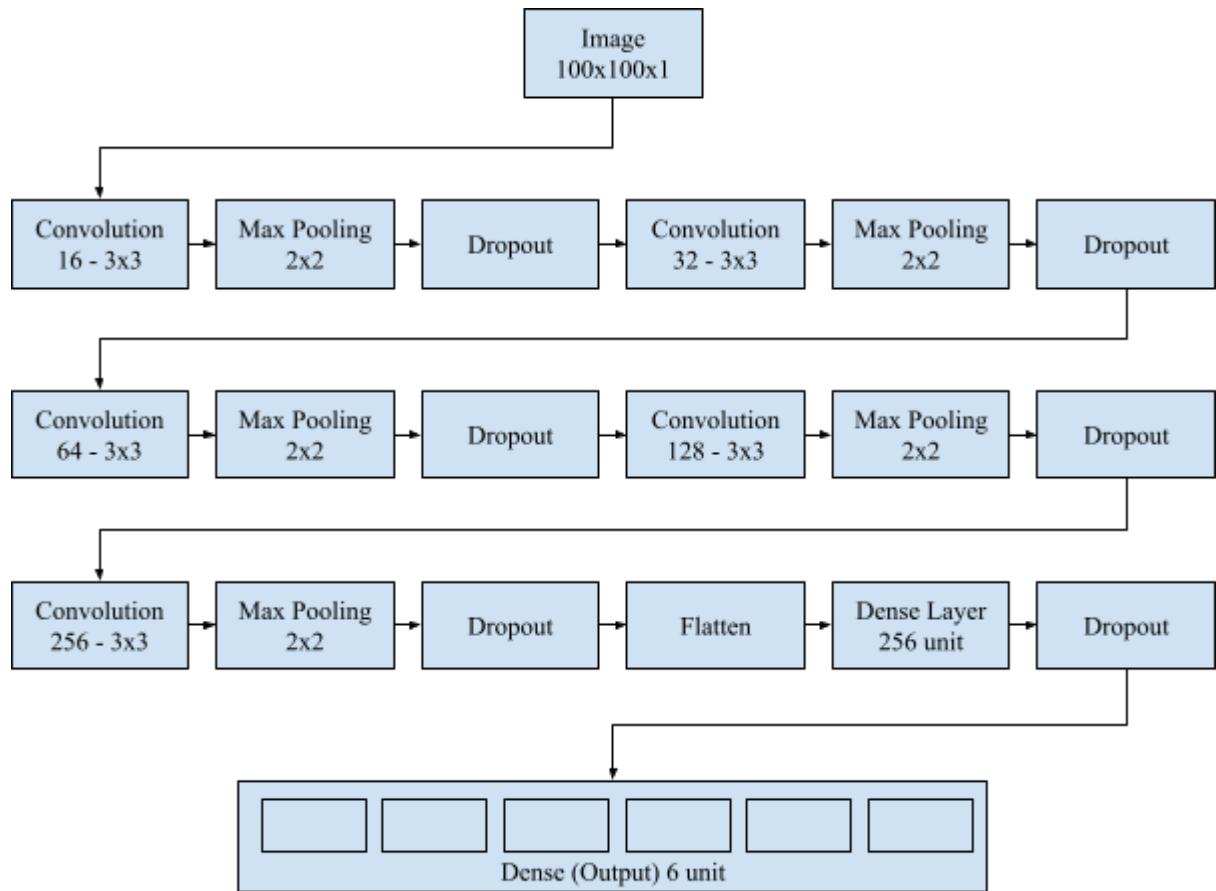 Image
100x100x1
Convolution
16 - 3x3
Max Pooling
2x2
Dropout
Convolution
32 - 3x3
Max Pooling
2x2
Dropout
Convolution
64 - 3x3
Max Pooling
2x2
Dropout
Convolution
128 - 3x3
Max Pooling
2x2
Dropout
Convolution
256 - 3x3
Max Pooling
2x2
Dropout
Flatten
Dense Layer
256 unit
Dropout
Dense (Output) 6 unit